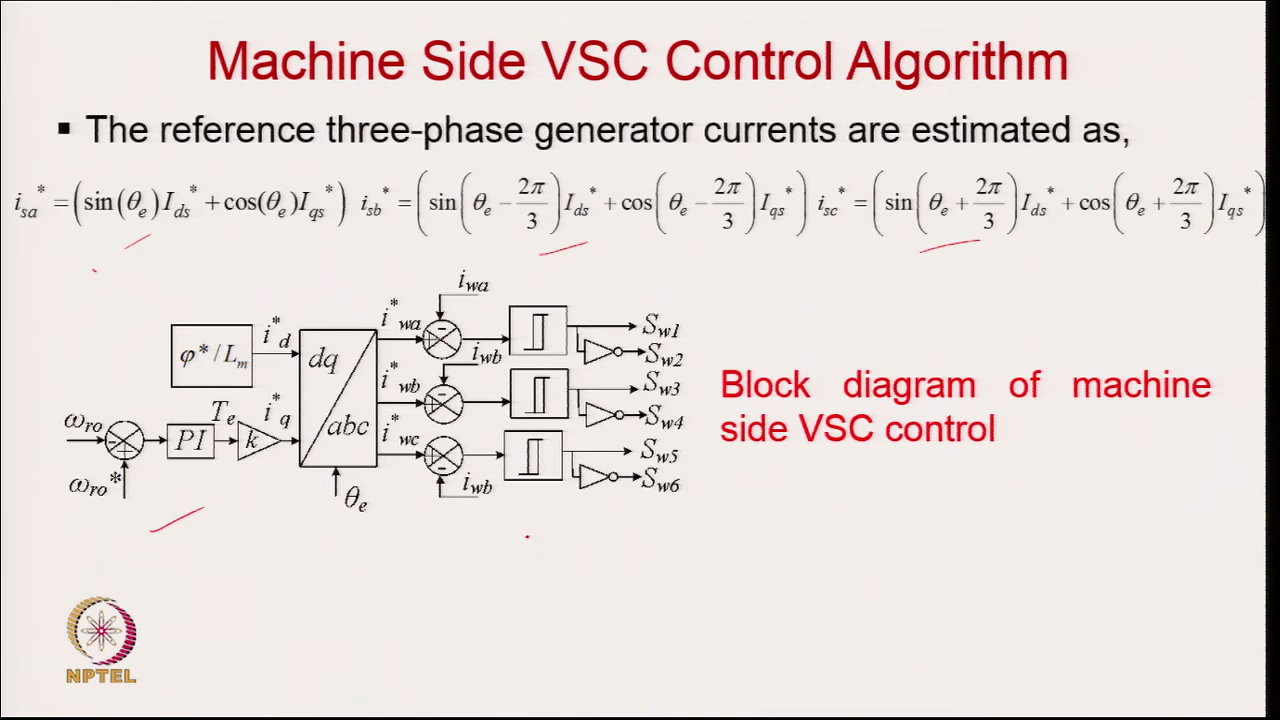 Machine Side VSC Control Algorithm
▪ The reference three-phase generator currents are estimated as,
i_sa* = (sin(θ_e)I_ds* + cos(θ_e)I_qs*) i_sb* = (sin(θ_e − 2π/3)I_ds* + cos(θ_e − 2π/3)I_qs*) i_sc* = (sin(θ_e + 2π/3)I_ds* + cos(θ_e + 2π/3)I_qs*)
i_wa
φ*/L_m
i*_d
dq
abc
i*_wa
S_w1
S_w2
i_wb
i*_wb
S_w3
S_w4
ω_ro
ω_ro*
PI
T_e
k
i*_q
i*_wc
S_w5
S_w6
i_wb
θ_e
Block diagram of machine
side VSC control
NPTEL